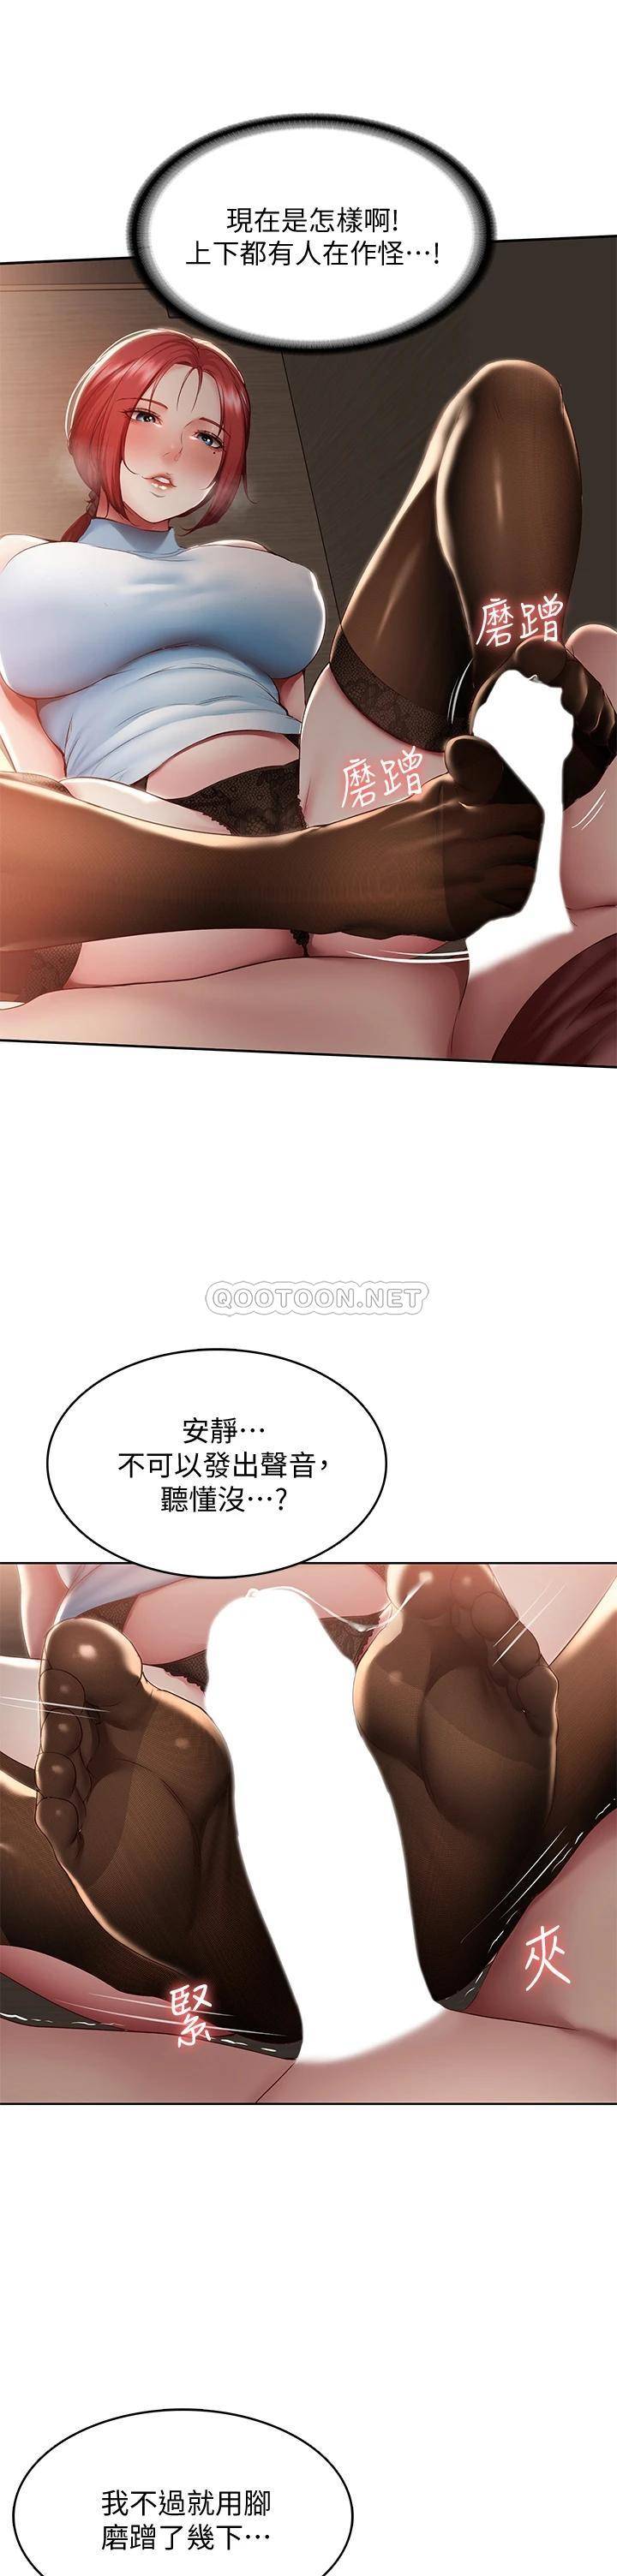 現在是怎樣啊!
上下都有人在作怪…!
磨蹭
磨蹭
QOOTOON.NET
安靜…
不可以發出聲音,
聽懂沒…?
夾
緊
我不過就用腳
磨蹭了幾下…